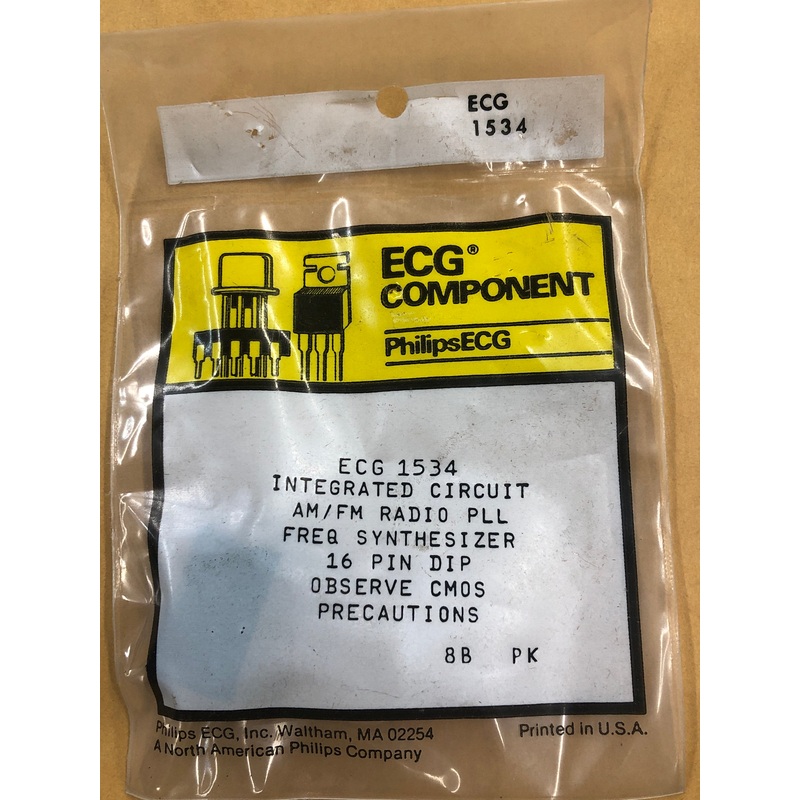 ECG
1534
ECG®
COMPONENT
PhilipsECG
ECG 1534
INTEGRATED CIRCUIT
AM/FM RADIO PLL
FREQ SYNTHESIZER
16 PIN DIP
OBSERVE CMOS
PRECAUTIONS
8B PK
Philips ECG, Inc. Waltham, MA 02254
A North American Philips Company
Printed in U.S.A.